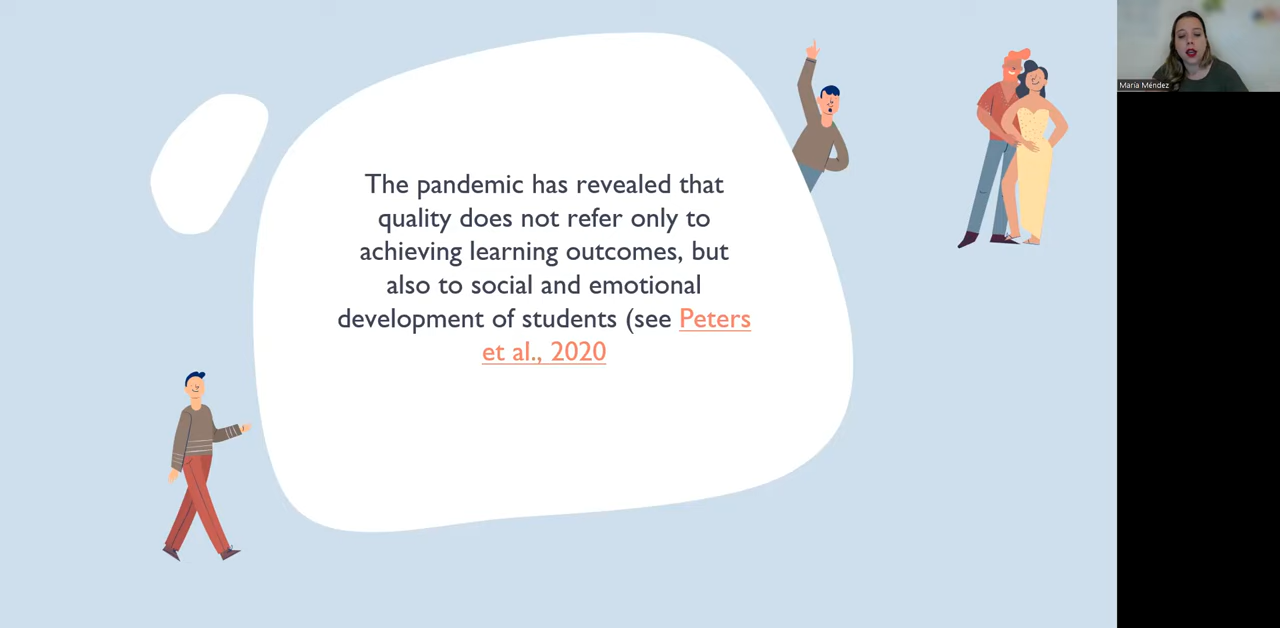 The pandemic has revealed that
quality does not refer only to
achieving learning outcomes, but
also to social and emotional
development of students (see Peters
et al., 2020
María Méndez